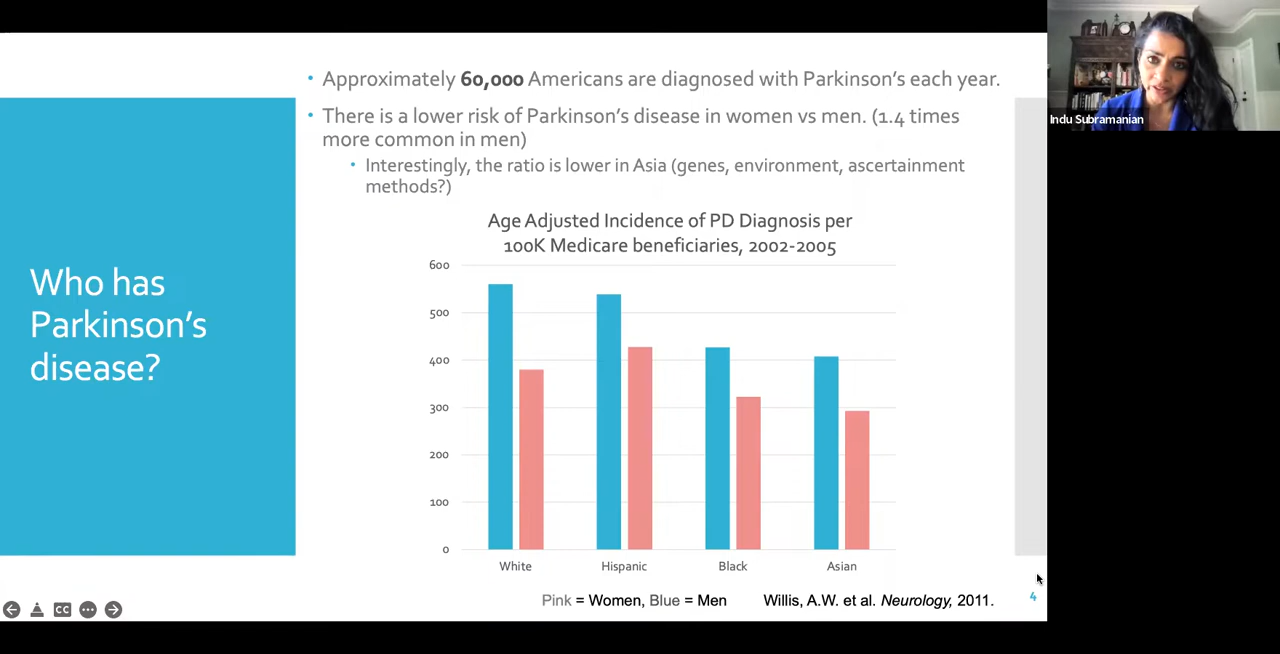 Who has
Parkinson's
disease?
• Approximately 60,000 Americans are diagnosed with Parkinson's each year.
• There is a lower risk of Parkinson's disease in women vs men. (1.4 times
more common in men)
• Interestingly, the ratio is lower in Asia (genes, environment, ascertainment
methods?)
Age Adjusted Incidence of PD Diagnosis per
100K Medicare beneficiaries, 2002-2005
600
500
400
300
200
100
0
White Hispanic Black Asian
Pink = Women, Blue = Men Willis, A.W. et al. Neurology, 2011.
4
CC
Indu Subramanian